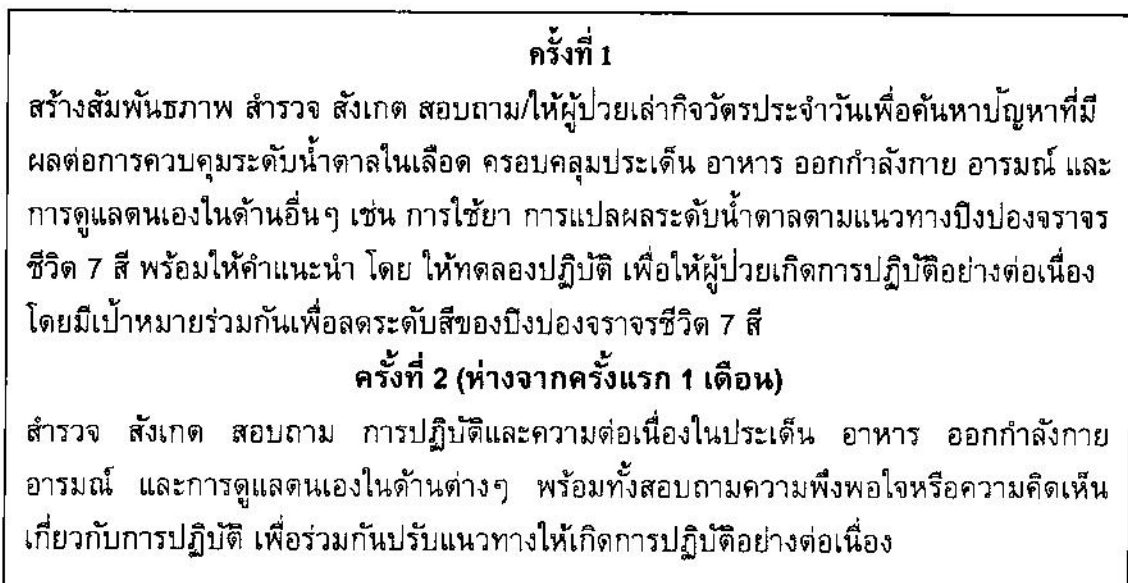 ครั้งที่ 1
สร้างสัมพันธภาพ สำรวจ สังเกต สอบถาม/ให้ผู้ป่วยเล่ากิจวัตรประจำวันเพื่อค้นหาปัญหาที่มี
ผลต่อการควบคุมระดับน้ำตาลในเลือด ครอบคลุมประเด็น อาหาร ออกกำลังกาย อารมณ์ และ
การดูแลตนเองในด้านอื่นๆ เช่น การใช้ยา การแปลผลระดับน้ำตาลตามแนวทางปิงปองจราจร
ชีวิต 7 สี พร้อมให้คำแนะนำ โดย ให้ทดลองปฏิบัติ เพื่อให้ผู้ป่วยเกิดการปฏิบัติอย่างต่อเนื่อง
โดยมีเป้าหมายร่วมกันเพื่อลดระดับสีของปิงปองจราจรชีวิต 7 สี
ครั้งที่ 2 (ห่างจากครั้งแรก 1 เดือน)
สำรวจ สังเกต สอบถาม การปฏิบัติและความต่อเนื่องในประเด็น อาหาร ออกกำลังกาย
อารมณ์ และการดูแลตนเองในด้านต่างๆ พร้อมทั้งสอบถามความพึงพอใจหรือความคิดเห็น
เกี่ยวกับการปฏิบัติ เพื่อร่วมกันปรับแนวทางให้เกิดการปฏิบัติอย่างต่อเนื่อง